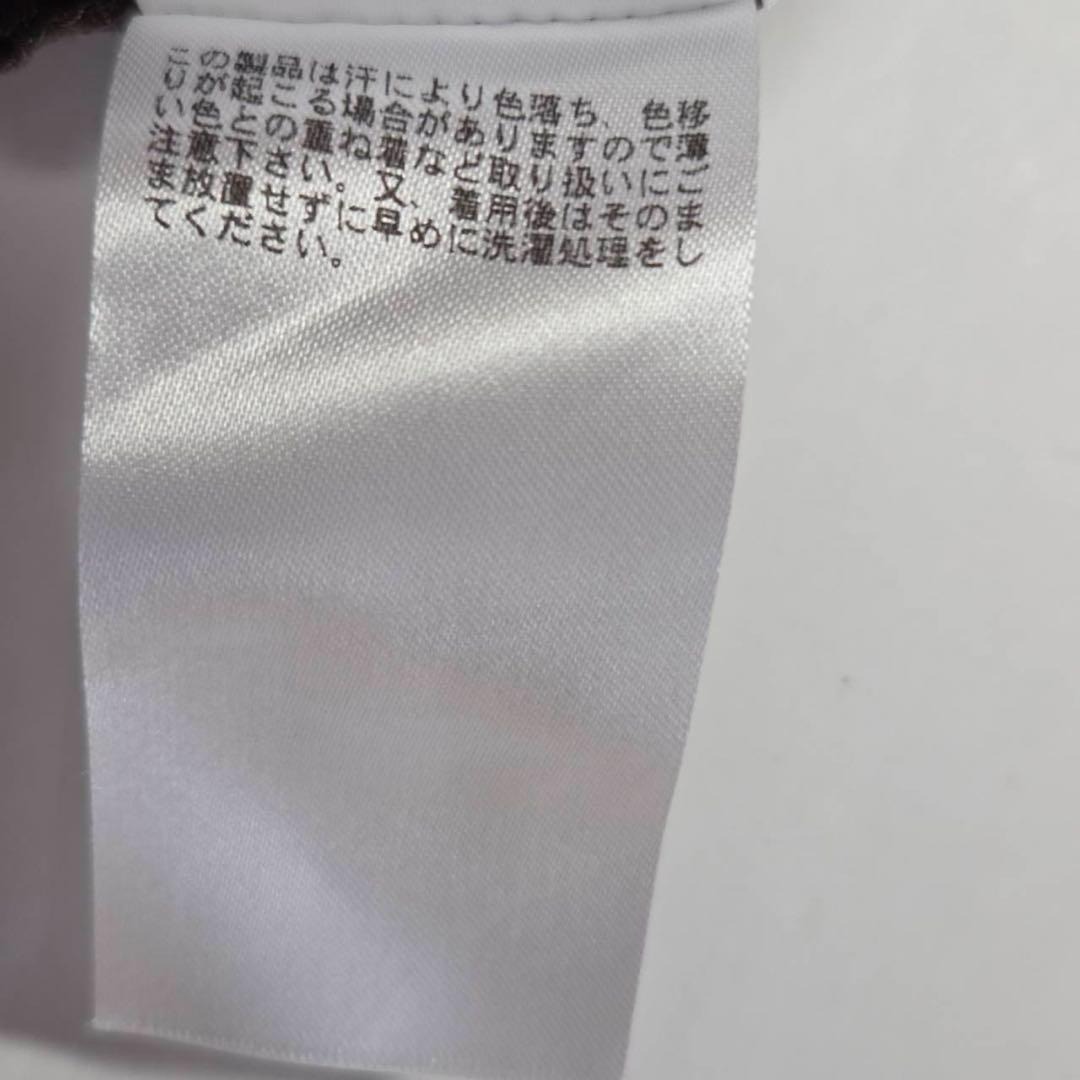 この製品は汗により色落ち、色移
りが起こる場合がありますので薄
い色との重ね着など取り扱いにご
注意下さい。又、着用後はそのま
ま放置せずに早めに洗濯処理をし
てください。